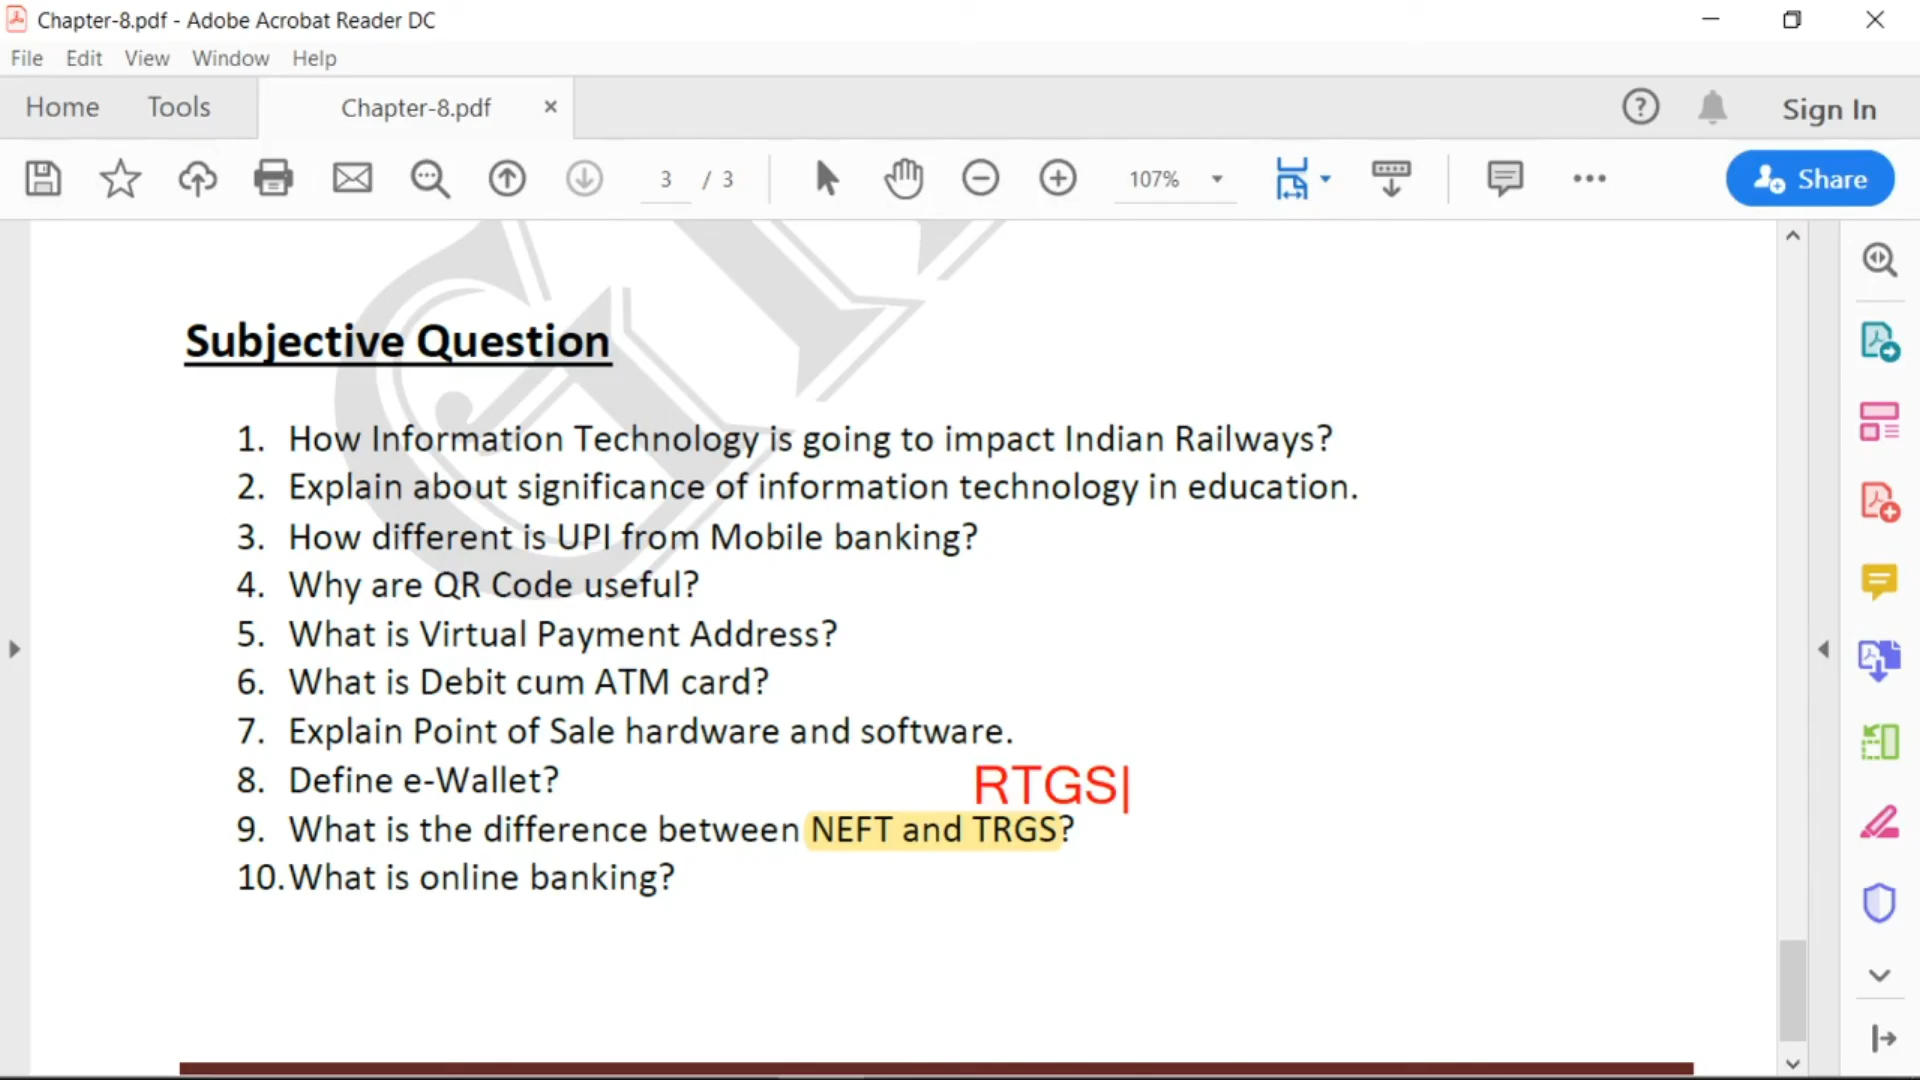 Chapter-8.pdf - Adobe Acrobat Reader DC
File Edit View Window Help
Home Tools Chapter-8.pdf Sign In
3 / 3 107% Share
Subjective Question
1. How Information Technology is going to impact Indian Railways?
2. Explain about significance of information technology in education.
3. How different is UPI from Mobile banking?
4. Why are QR Code useful?
5. What is Virtual Payment Address?
6. What is Debit cum ATM card?
7. Explain Point of Sale hardware and software.
8. Define e-Wallet?
RTGS
9. What is the difference between NEFT and TRGS?
10. What is online banking?